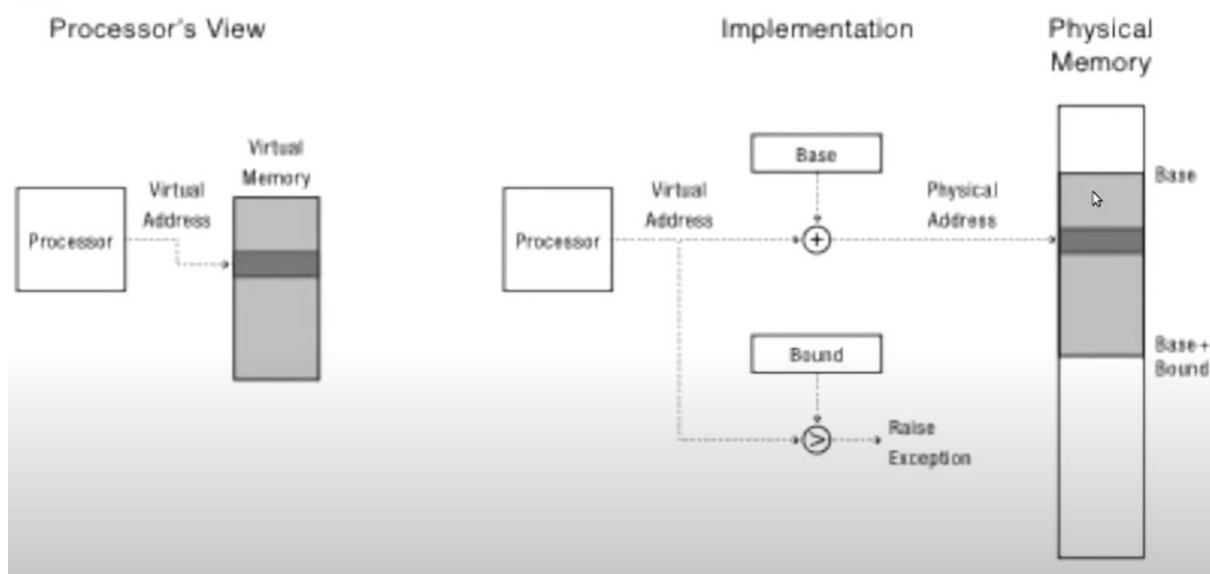 Processor's View
Implementation
Physical
Memory
Virtual
Memory
Virtual
Address
Processor
Processor
Virtual
Address
Base
+
Physical
Address
Base
Bound
>
Raise
Exception
Base+
Bound